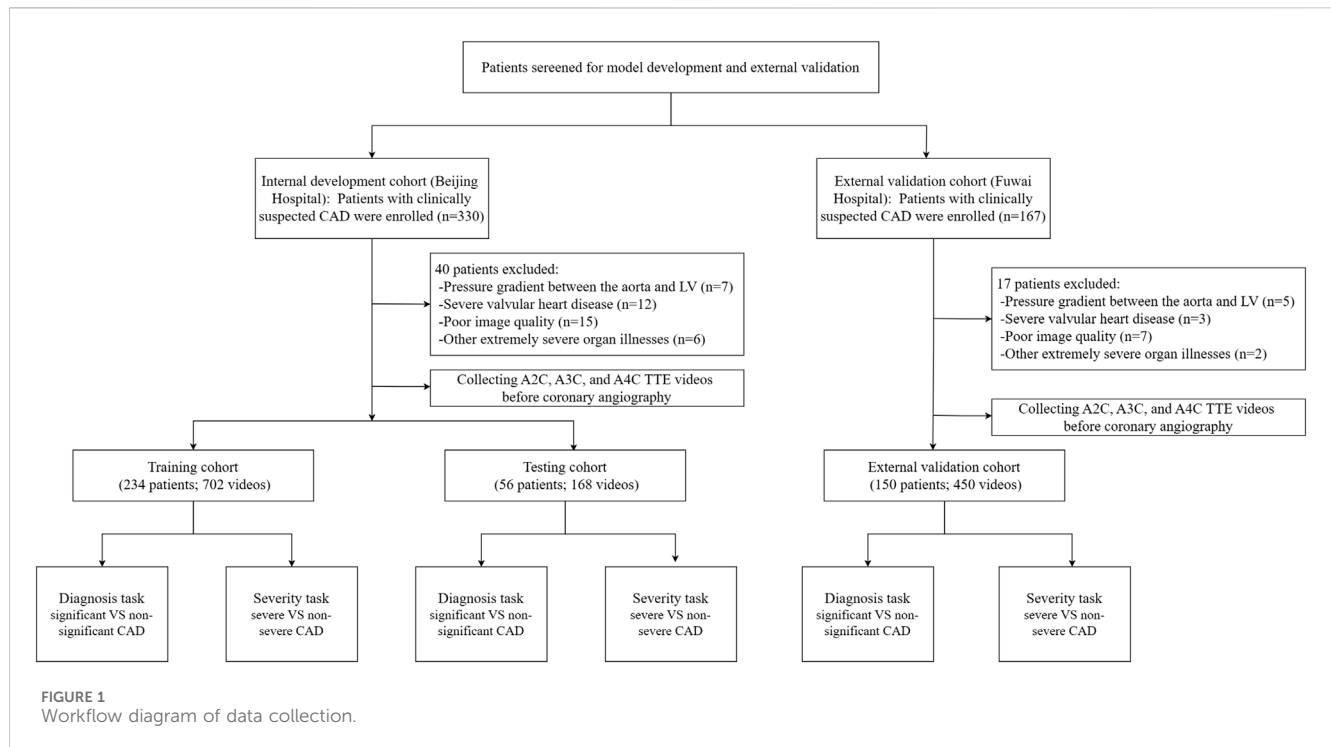 Patients sereened for model development and external validation
Internal development cohort (Beijing
Hospital): Patients with clinically
suspected CAD were enrolled (n=330)
External validation cohort (Fuwai
Hospital): Patients with clinically
suspected CAD were enrolled (n=167)
40 patients excluded:
-Pressure gradient between the aorta and LV (n=7)
-Severe valvular heart disease (n=12)
-Poor image quality (n=15)
-Other extremely severe organ illnesses (n=6)
17 patients excluded:
-Pressure gradient between the aorta and LV (n=5)
-Severe valvular heart disease (n=3)
-Poor image quality (n=7)
-Other extremely severe organ illnesses (n=2)
Collecting A2C, A3C, and A4C TTE videos
before coronary angiography
Collecting A2C, A3C, and A4C TTE videos
before coronary angiography
Training cohort
(234 patients; 702 videos)
Testing cohort
(56 patients; 168 videos)
External validation cohort
(150 patients; 450 videos)
Diagnosis task
significant VS non-
significant CAD
Severity task
severe VS non-
severe CAD
Diagnosis task
significant VS non-
significant CAD
Severity task
severe VS non-
severe CAD
Diagnosis task
significant VS non-
significant CAD
Severity task
severe VS non-
severe CAD
FIGURE 1
Workflow diagram of data collection.